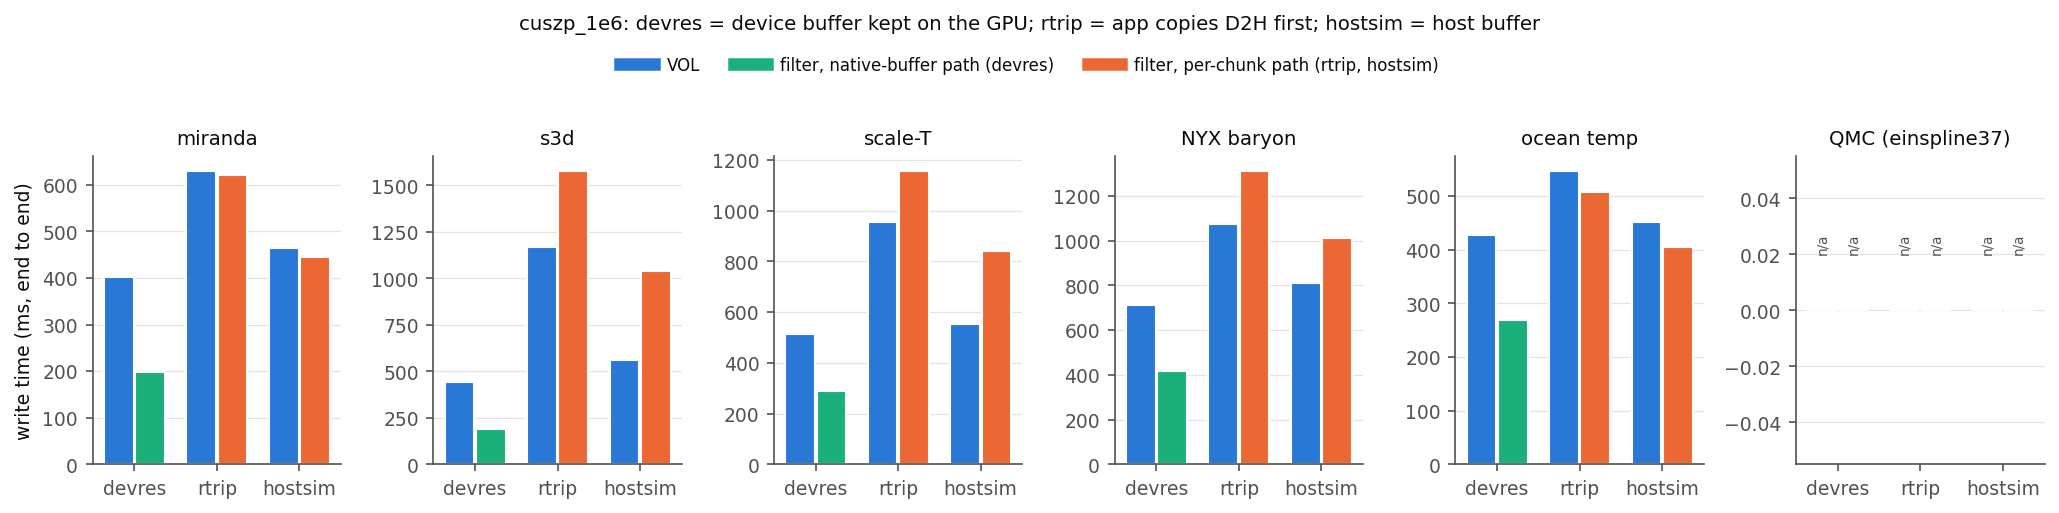 cuszp_1e6: devres = device buffer kept on the GPU; rtrip = app copies D2H first; hostsim = host buffer
VOL
filter, native-buffer path (devres)
filter, per-chunk path (rtrip, hostsim)
write time (ms, end to end)
miranda
600
500
400
300
200
100
0
devres rtrip hostsim
s3d
1500
1250
1000
750
500
250
0
devres rtrip hostsim
scale-T
1200
1000
800
600
400
200
0
devres rtrip hostsim
NYX baryon
1200
1000
800
600
400
200
0
devres rtrip hostsim
ocean temp
500
400
300
200
100
0
devres rtrip hostsim
QMC (einspline37)
0.04
0.02
0.00
−0.02
−0.04
n/a n/a n/a n/a n/a n/a
devres rtrip hostsim